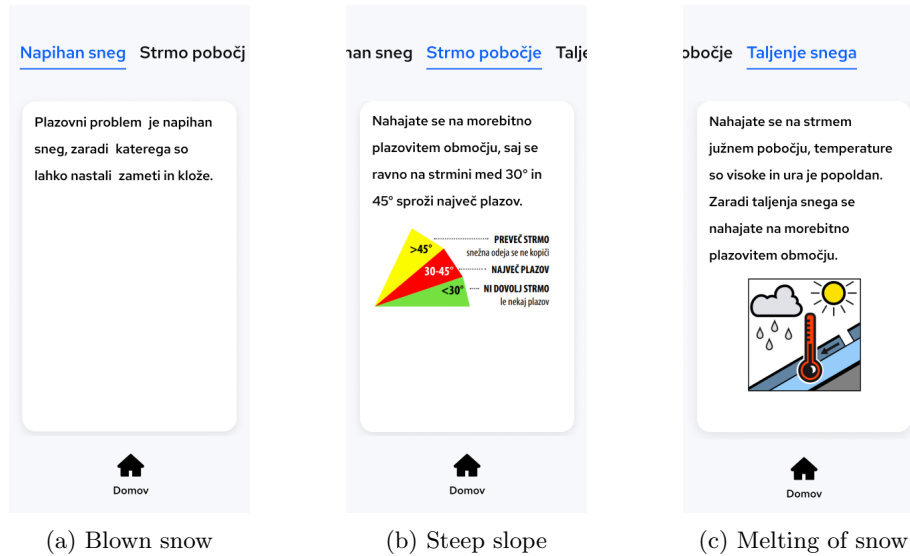 Napihan sneg Strmo pobočj
Plazovni problem je napihan
sneg, zaradi katerega so
lahko nastali zameti in klože.
Domov
(a) Blown snow
han sneg Strmo pobočje Talje
Nahajate se na morebitno
plazovitem območju, saj se
ravno na strmini med 30° in
45° sproži največ plazov.
>45°
PREVEČ STRMO
snežna odeja se ne kopiči
30-45°
NAJVEČ PLAZOV
<30°
NI DOVOLJ STRMO
le nekaj plazov
Domov
(b) Steep slope
obočje Taljenje snega
Nahajate se na strmem
južnem pobočju, temperature
so visoke in ura je popoldan.
Zaradi taljenja snega se
nahajate na morebitno
plazovitem območju.
Domov
(c) Melting of snow